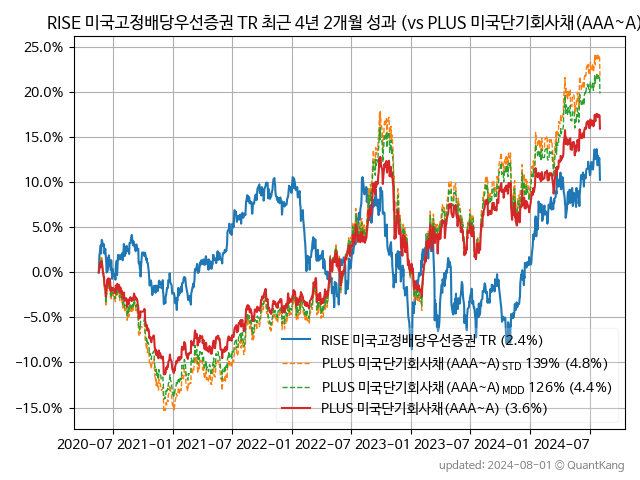 RISE 미국고정배당우선증권 TR 최근 4년 2개월 성과 (vs PLUS 미국단기회사채(AAA~A)
25.0%
20.0%
15.0%
10.0%
5.0%
0.0%
−5.0%
−10.0%
−15.0%
RISE 미국고정배당우선증권 TR (2.4%)
PLUS 미국단기회사채(AAA~A) STD 139% (4.8%)
PLUS 미국단기회사채(AAA~A) MDD 126% (4.4%)
PLUS 미국단기회사채(AAA~A) (3.6%)
2020-07 2021-01 2021-07 2022-01 2022-07 2023-01 2023-07 2024-01 2024-07
updated: 2024-08-01 © QuantKang